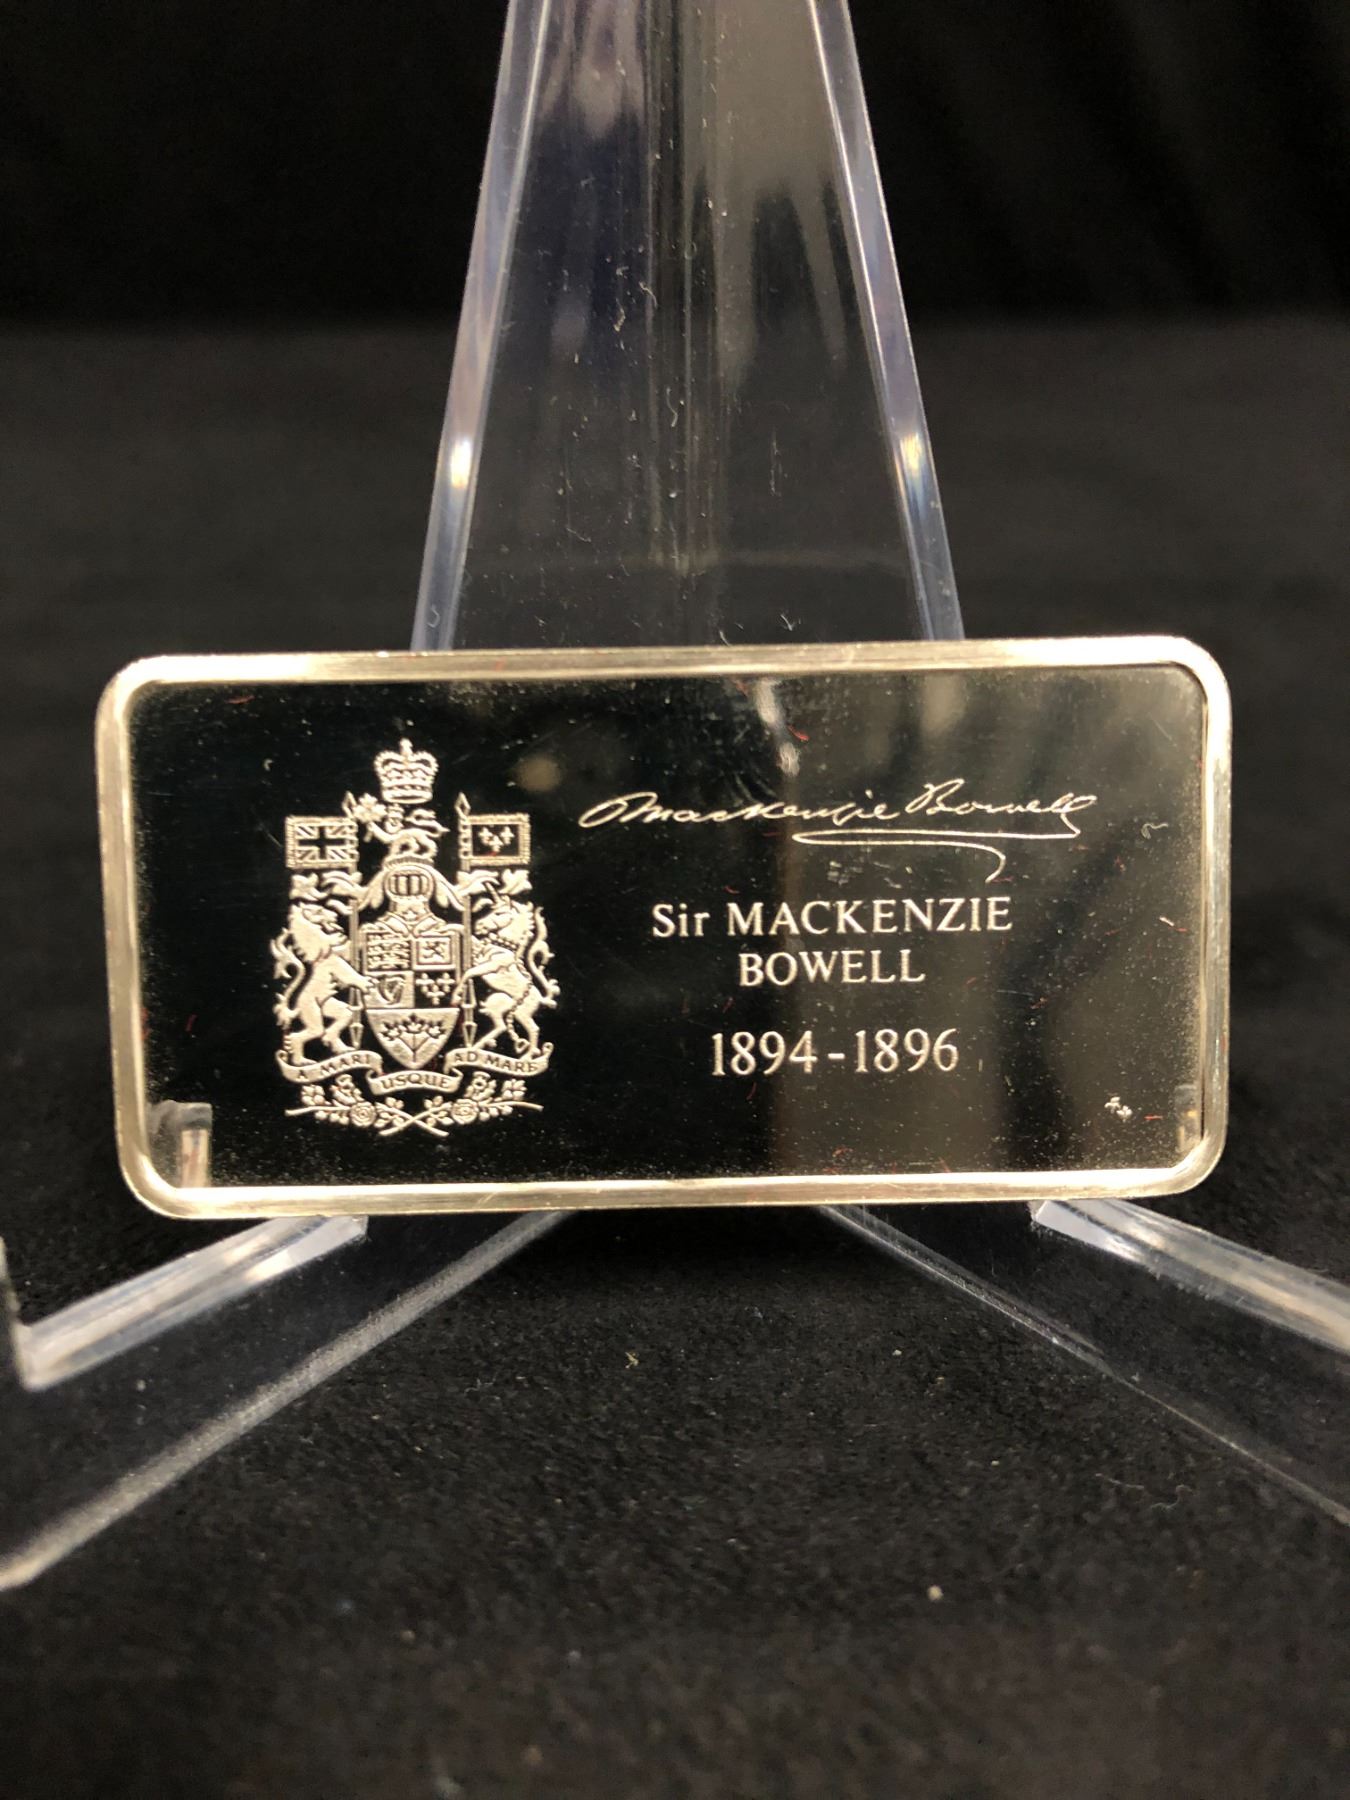 Mackenzie Bowell
Sir MACKENZIE
BOWELL
1894-1896
A MARI USQUE AD MARE